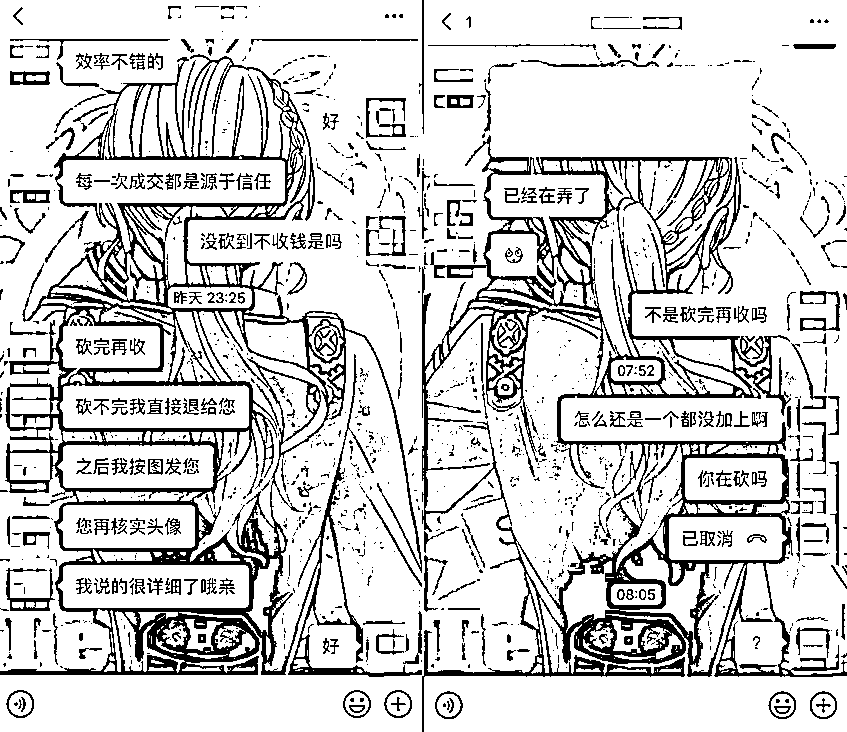 效率不错的
好
每一次成交都是源于信任
没砍到不收钱是吗
昨天 23:25
砍完再收
砍不完我直接退给您
之后我按图发您
您再核实头像
我说的很详细了哦亲
好
1
已经在弄了
不是砍完再收吗
07:52
怎么还是一个都没加上啊
你在砍吗
已取消
08:05
?